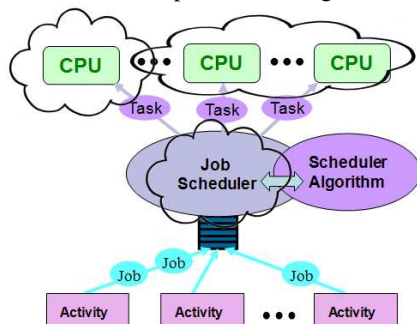 CPU CPU CPU
Task Task Task
Job Scheduler
Scheduler Algorithm
Job Job Job
Activity Activity Activity